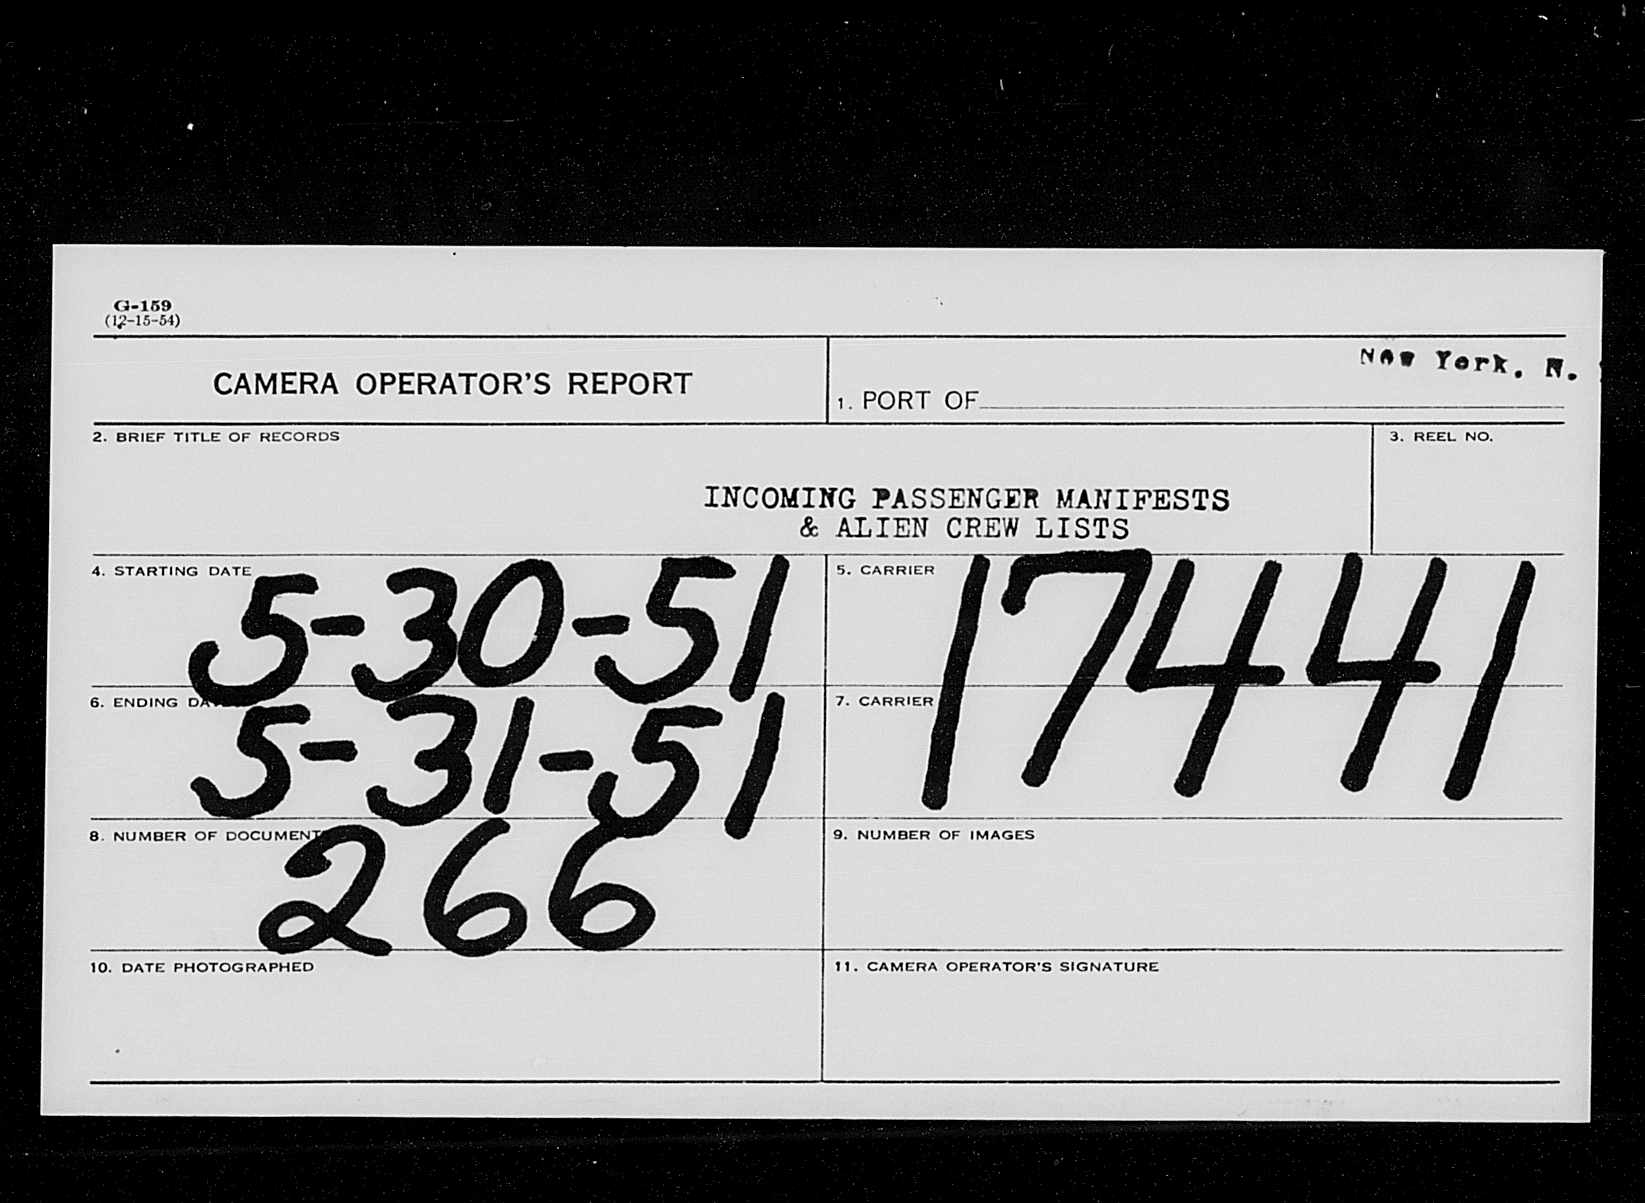 G-159
(12-15-54)
CAMERA OPERATOR'S REPORT
New York, N.
1. PORT OF
2. BRIEF TITLE OF RECORDS
3. REEL NO.
INCOMING PASSENGER MANIFESTS
& ALIEN CREW LISTS
4. STARTING DATE
5-30-51
5. CARRIER
17441
6. ENDING DA
5-31-51
7. CARRIER
8. NUMBER OF DOCUMENT
266
9. NUMBER OF IMAGES
10. DATE PHOTOGRAPHED
11. CAMERA OPERATOR'S SIGNATURE